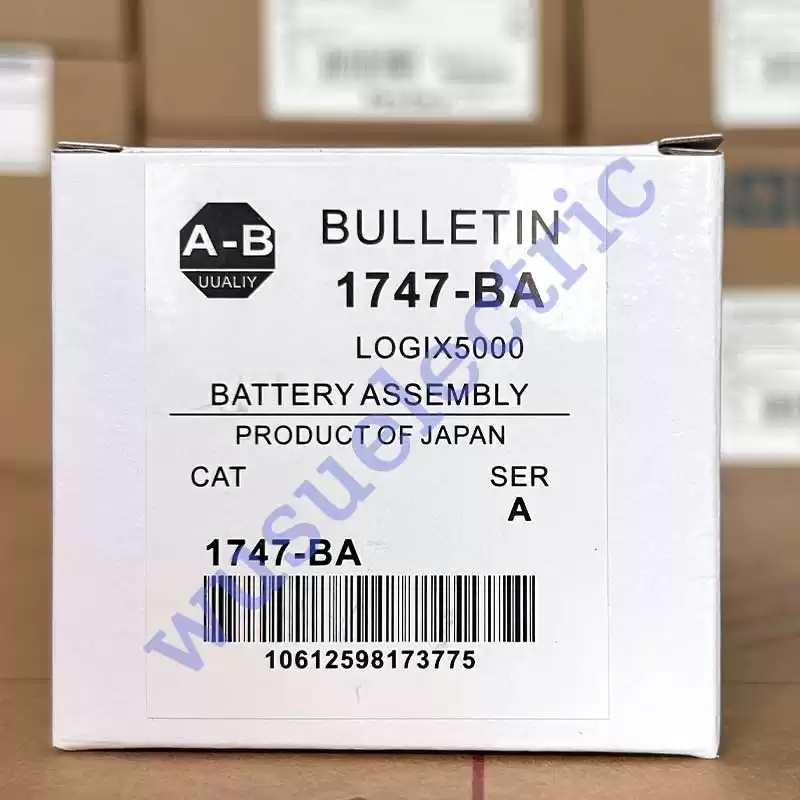 A-B
UUALIY
BULLETIN
1747-BA
LOGIX5000
BATTERY ASSEMBLY
PRODUCT OF JAPAN
CAT
SER
A
1747-BA
10612598173775
wusuelectric